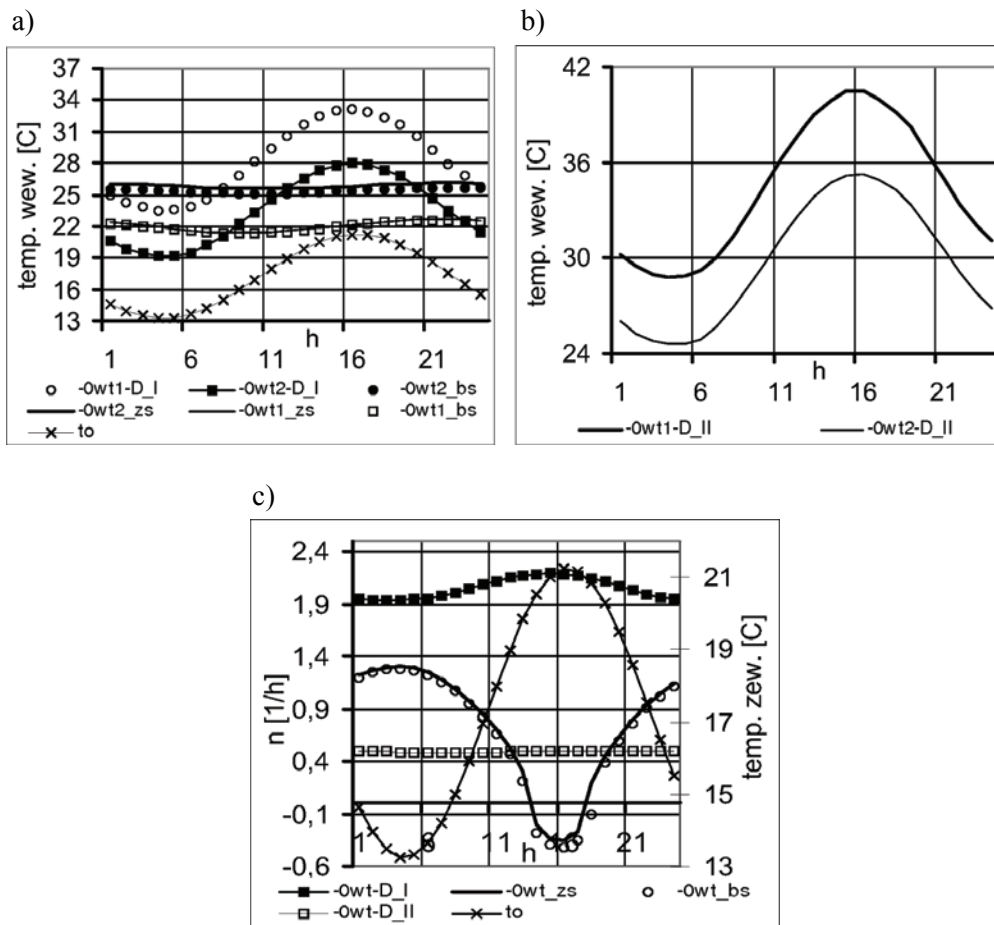 a)
37
34
31
28
25
22
19
16
13
temp. wew. [C]
1 6 11 16 21
h
-0wt1-D_I -0wt2-D_I -0wt2_bs
-0wt2_zs -0wt1_zs -0wt1_bs
to
b)
42
36
30
24
temp. wew. [C]
1 6 11 16 21
h
-0wt1-D_II -0wt2-D_II
c)
2,4
1,9
1,4
0,9
0,4
-0,1
-0,6
n [1/h]
21
19
17
15
13
temp. zew. [C]
1 11 21
h
-0wt-D_I -0wt_zs -0wt_bs
-0wt-D_II to